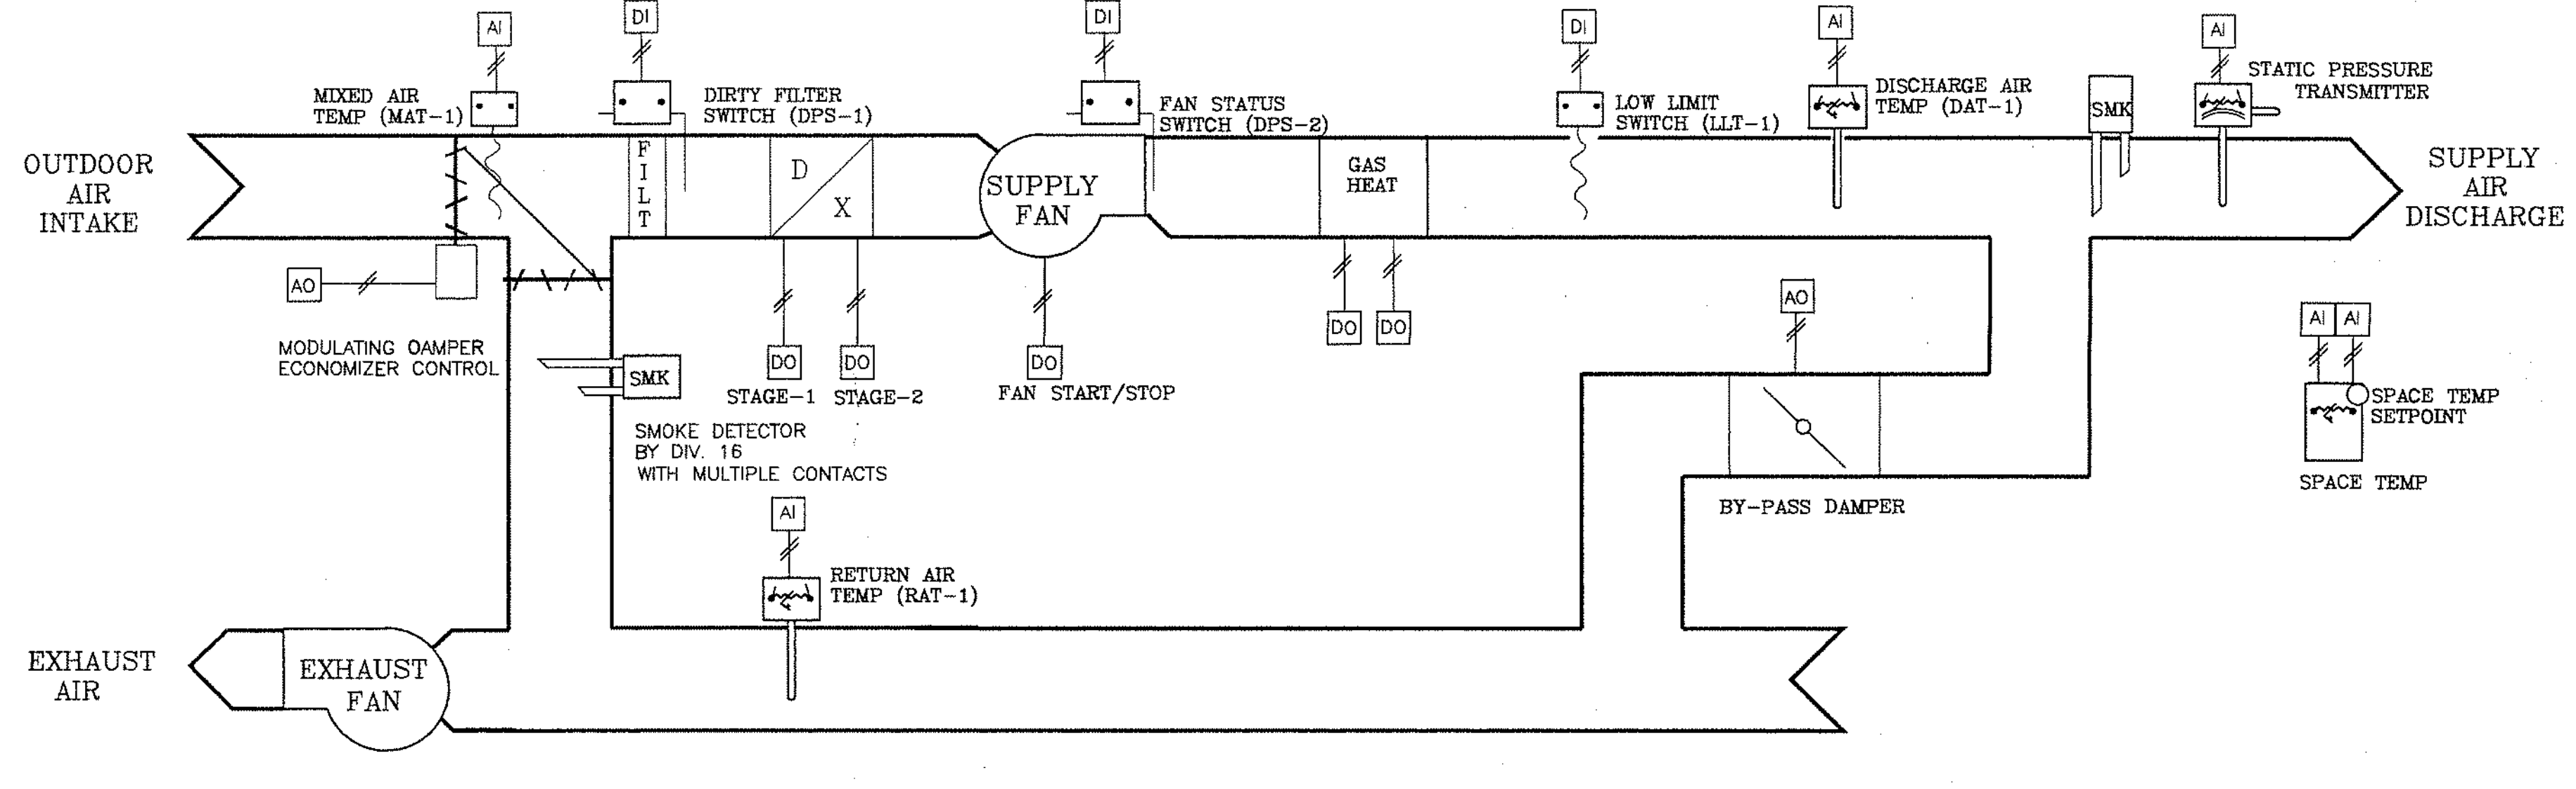 AI
DI
DI
DI
AI
AI
MIXED AIR
TEMP (MAT-1)
DIRTY FILTER
SWITCH (DPS-1)
FAN STATUS
SWITCH (DPS-2)
LOW LIMIT
SWITCH (LLT-1)
DISCHARGE AIR
TEMP (DAT-1)
SMK
STATIC PRESSURE
TRANSMITTER
OUTDOOR
AIR
INTAKE
F
I
L
T
D
X
SUPPLY
FAN
GAS
HEAT
SUPPLY
AIR
DISCHARGE
AO
MODULATING DAMPER
ECONOMIZER CONTROL
SMK
SMOKE DETECTOR
BY DIV. 16
WITH MULTIPLE CONTACTS
DO
DO
STAGE-1
STAGE-2
DO
FAN START/STOP
DO
DO
AO
BY-PASS DAMPER
AI
AI
SPACE TEMP
SETPOINT
SPACE TEMP
AI
RETURN AIR
TEMP (RAT-1)
EXHAUST
AIR
EXHAUST
FAN